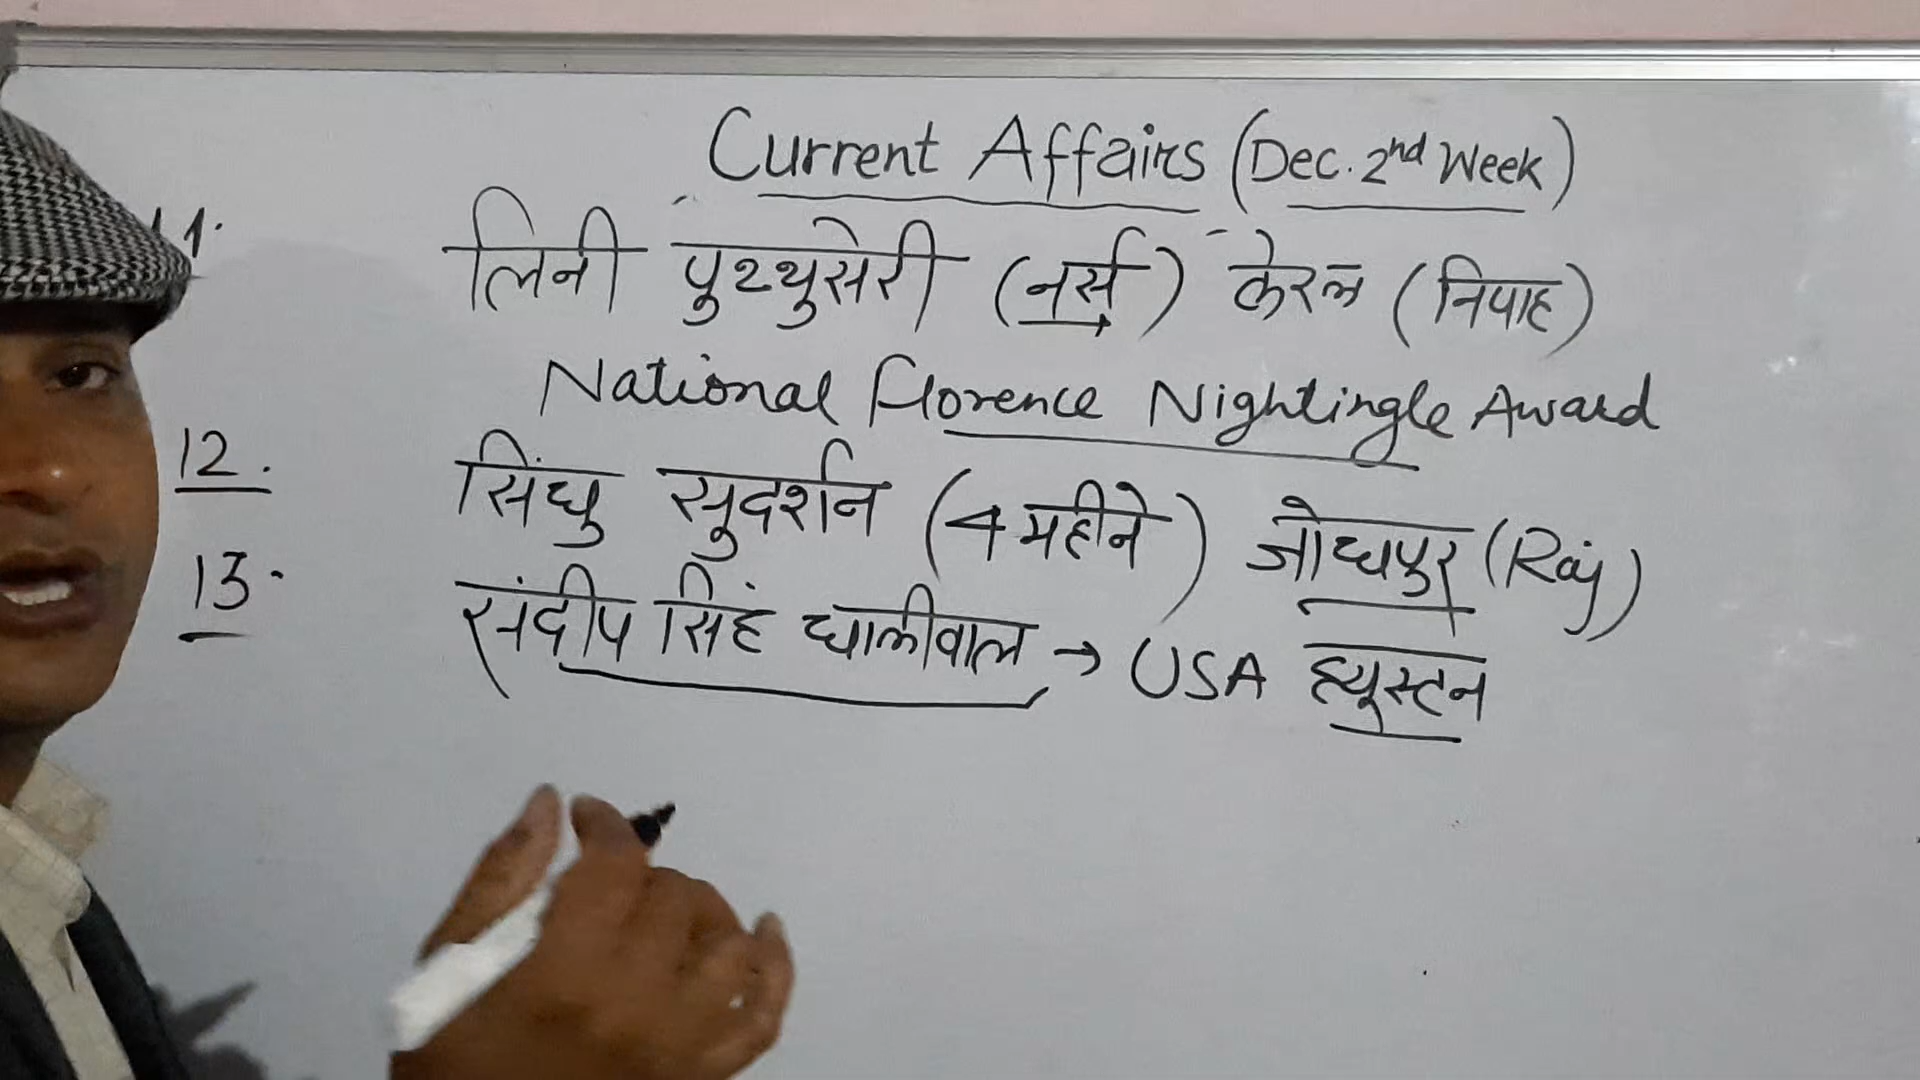 Current Affairs (Dec. 2nd Week)
11. लिनी पुथ्युसेरी (नर्स) केरल (निपाह)
National Florence Nightingle Award
12. सिंधु सुदर्शन (4 महीने) जोधपुर (Raj)
13. संदीप सिहं धालीवाल → USA ह्यूस्टन